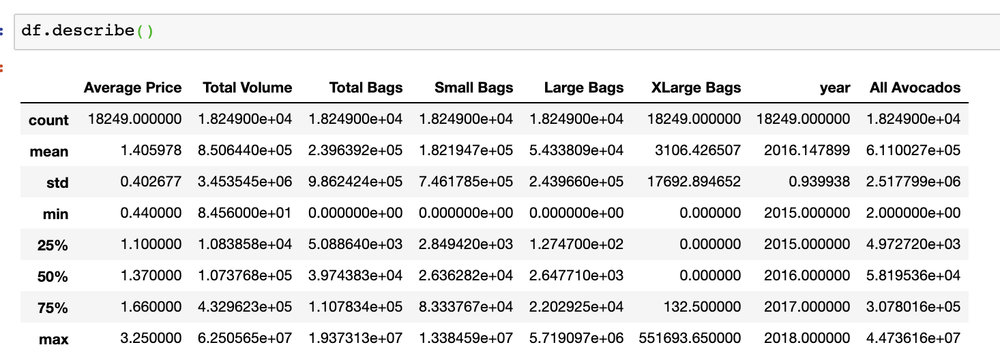 df.describe()
Average Price Total Volume Total Bags Small Bags Large Bags XLarge Bags year All Avocados
count 18249.000000 1.824900e+04 1.824900e+04 1.824900e+04 1.824900e+04 18249.000000 18249.000000 1.824900e+04
mean 1.405978 8.506440e+05 2.396392e+05 1.821947e+05 5.433809e+04 3106.426507 2016.147899 6.110027e+05
std 0.402677 3.453545e+06 9.862424e+05 7.461785e+05 2.439660e+05 17692.894652 0.939938 2.517799e+06
min 0.440000 8.456000e+01 0.000000e+00 0.000000e+00 0.000000e+00 0.000000 2015.000000 2.000000e+00
25% 1.100000 1.083858e+04 5.088640e+03 2.849420e+03 1.274700e+02 0.000000 2015.000000 4.972720e+03
50% 1.370000 1.073768e+05 3.974383e+04 2.636282e+04 2.647710e+03 0.000000 2016.000000 5.819536e+04
75% 1.660000 4.329623e+05 1.107834e+05 8.333767e+04 2.202925e+04 132.500000 2017.000000 3.078016e+05
max 3.250000 6.250565e+07 1.937313e+07 1.338459e+07 5.719097e+06 551693.650000 2018.000000 4.473616e+07